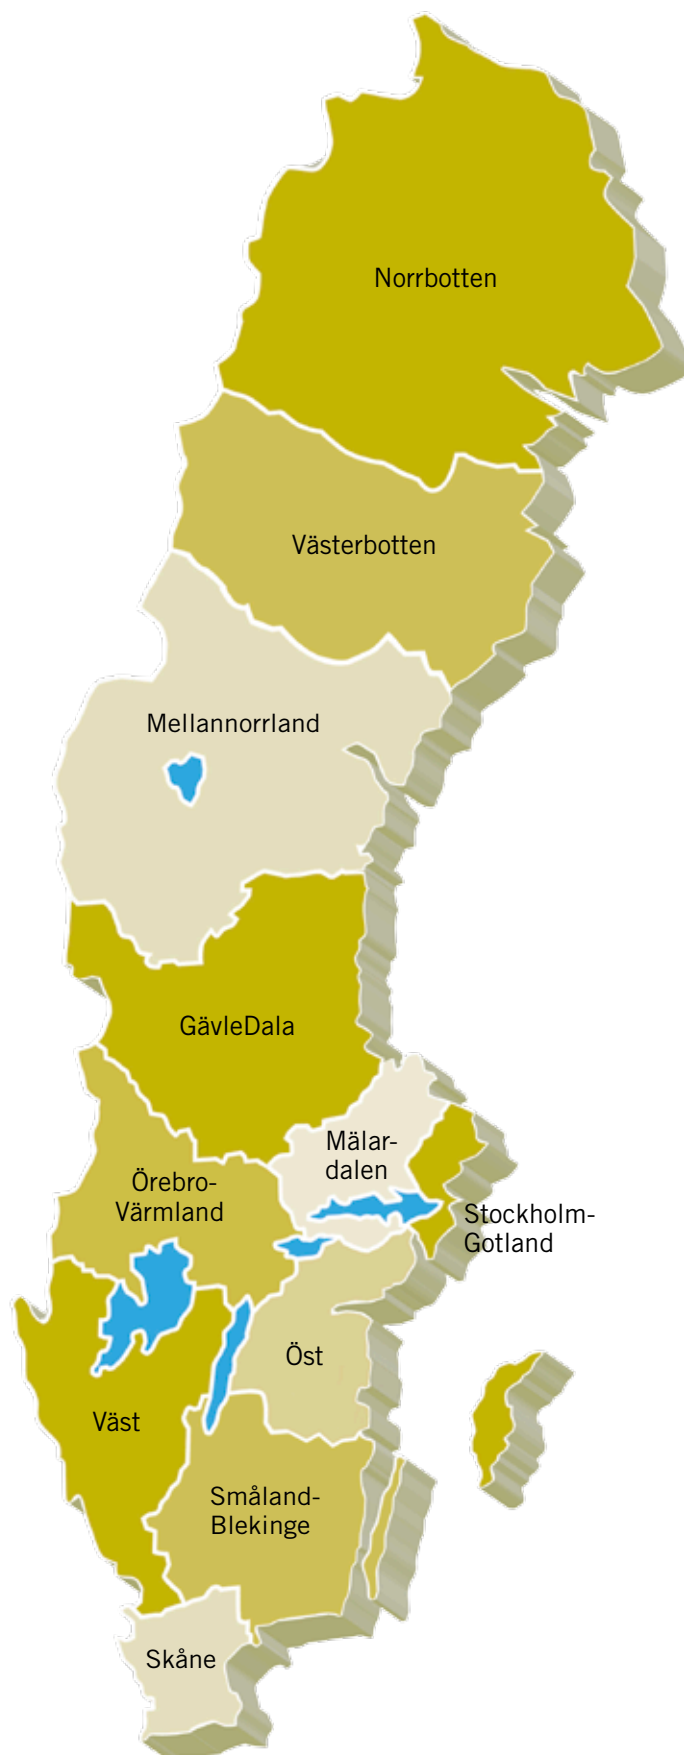 Norrbotten
Västerbotten
Mellannorrland
GävleDala
Mälar-
dalen
Örebro-
Värmland
Stockholm-
Gotland
Öst
Väst
Småland-
Blekinge
Skåne